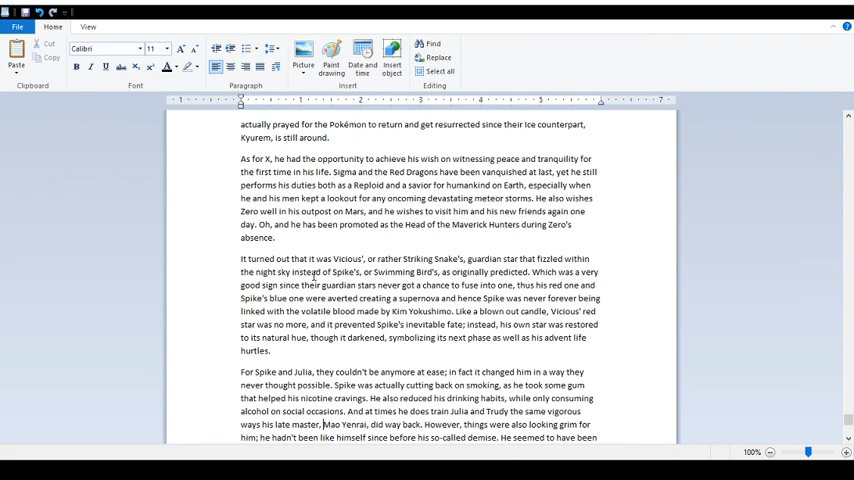 File
Home
View
Cut
Copy
Paste
Clipboard
Calibri
11
Font
Paragraph
Picture
Paint drawing
Date and time
Insert object
Insert
Find
Replace
Select all
Editing
1 1 2 3 4 5 7
actually prayed for the Pokémon to return and get resurrected since their Ice counterpart,
Kyurem, is still around.
As for X, he had the opportunity to achieve his wish on witnessing peace and tranquility for
the first time in his life. Sigma and the Red Dragons have been vanquished at last, yet he still
performs his duties both as a Reploid and a savior for humankind on Earth, especially when
he and his men kept a lookout for any oncoming devastating meteor storms. He also wishes
Zero well in his outpost on Mars, and he wishes to visit him and his new friends again one
day. Oh, and he has been promoted as the Head of the Maverick Hunters during Zero's
absence.
It turned out that it was Vicious', or rather Striking Snake's, guardian star that fizzled within
the night sky instead of Spike's, or Swimming Bird's, as originally predicted. Which was a very
good sign since their guardian stars never got a chance to fuse into one, thus his red one and
Spike's blue one were averted creating a supernova and hence Spike was never forever being
linked with the volatile blood made by Kim Yokushimo. Like a blown out candle, Vicious' red
star was no more, and it prevented Spike's inevitable fate; instead, his own star was restored
to its natural hue, though it darkened, symbolizing its next phase as well as his advent life
hurtles.
For Spike and Julia, they couldn't be anymore at ease; in fact it changed him in a way they
never thought possible. Spike was actually cutting back on smoking, as he took some gum
that helped his nicotine cravings. He also reduced his drinking habits, while only consuming
alcohol on social occasions. And at times he does train Julia and Trudy the same vigorous
ways his late master, Mao Yenrai, did way back. However, things were also looking grim for
him; he hadn't been like himself since before his so-called demise. He seemed to have been
100%